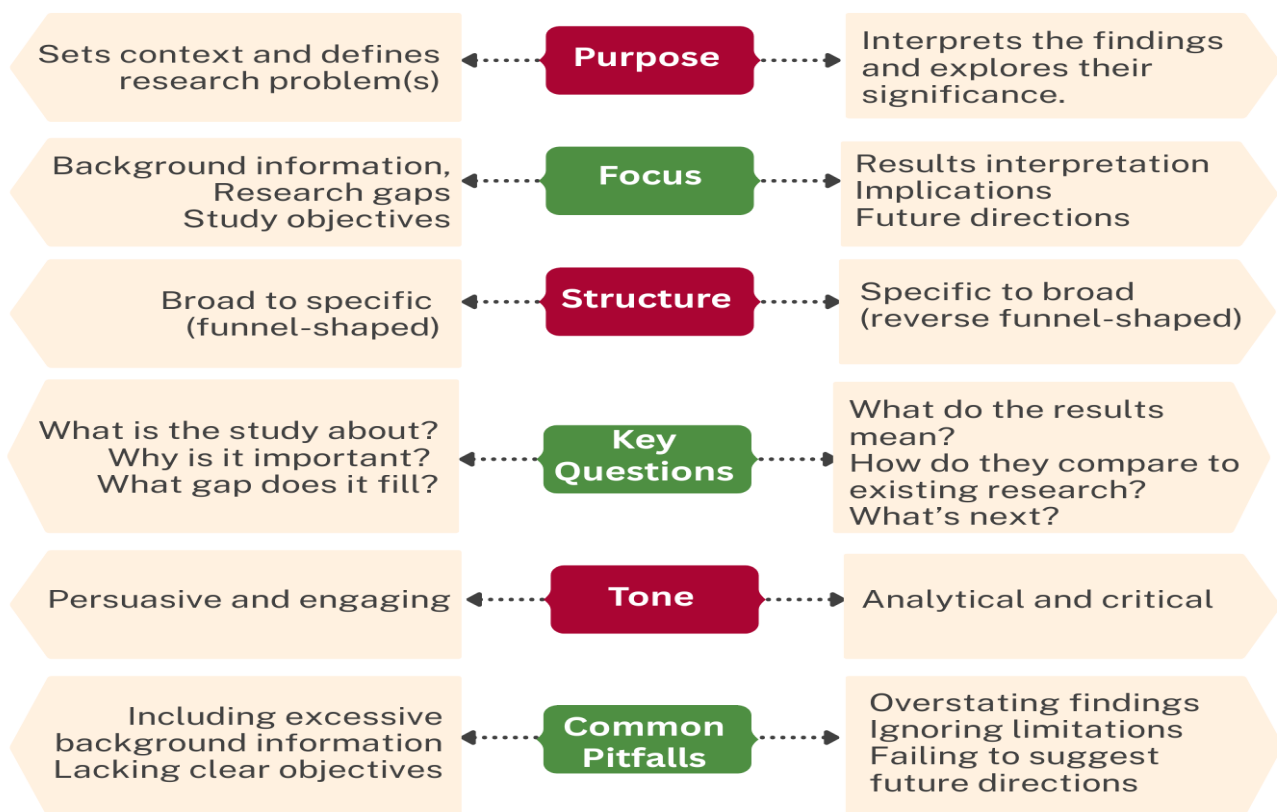 Sets context and defines
research problem(s)
Purpose
Interprets the findings
and explores their
significance.
Background information,
Research gaps
Study objectives
Focus
Results interpretation
Implications
Future directions
Broad to specific
(funnel-shaped)
Structure
Specific to broad
(reverse funnel-shaped)
What is the study about?
Why is it important?
What gap does it fill?
Key
Questions
What do the results
mean?
How do they compare to
existing research?
What’s next?
Persuasive and engaging
Tone
Analytical and critical
Including excessive
background information
Lacking clear objectives
Common
Pitfalls
Overstating findings
Ignoring limitations
Failing to suggest
future directions